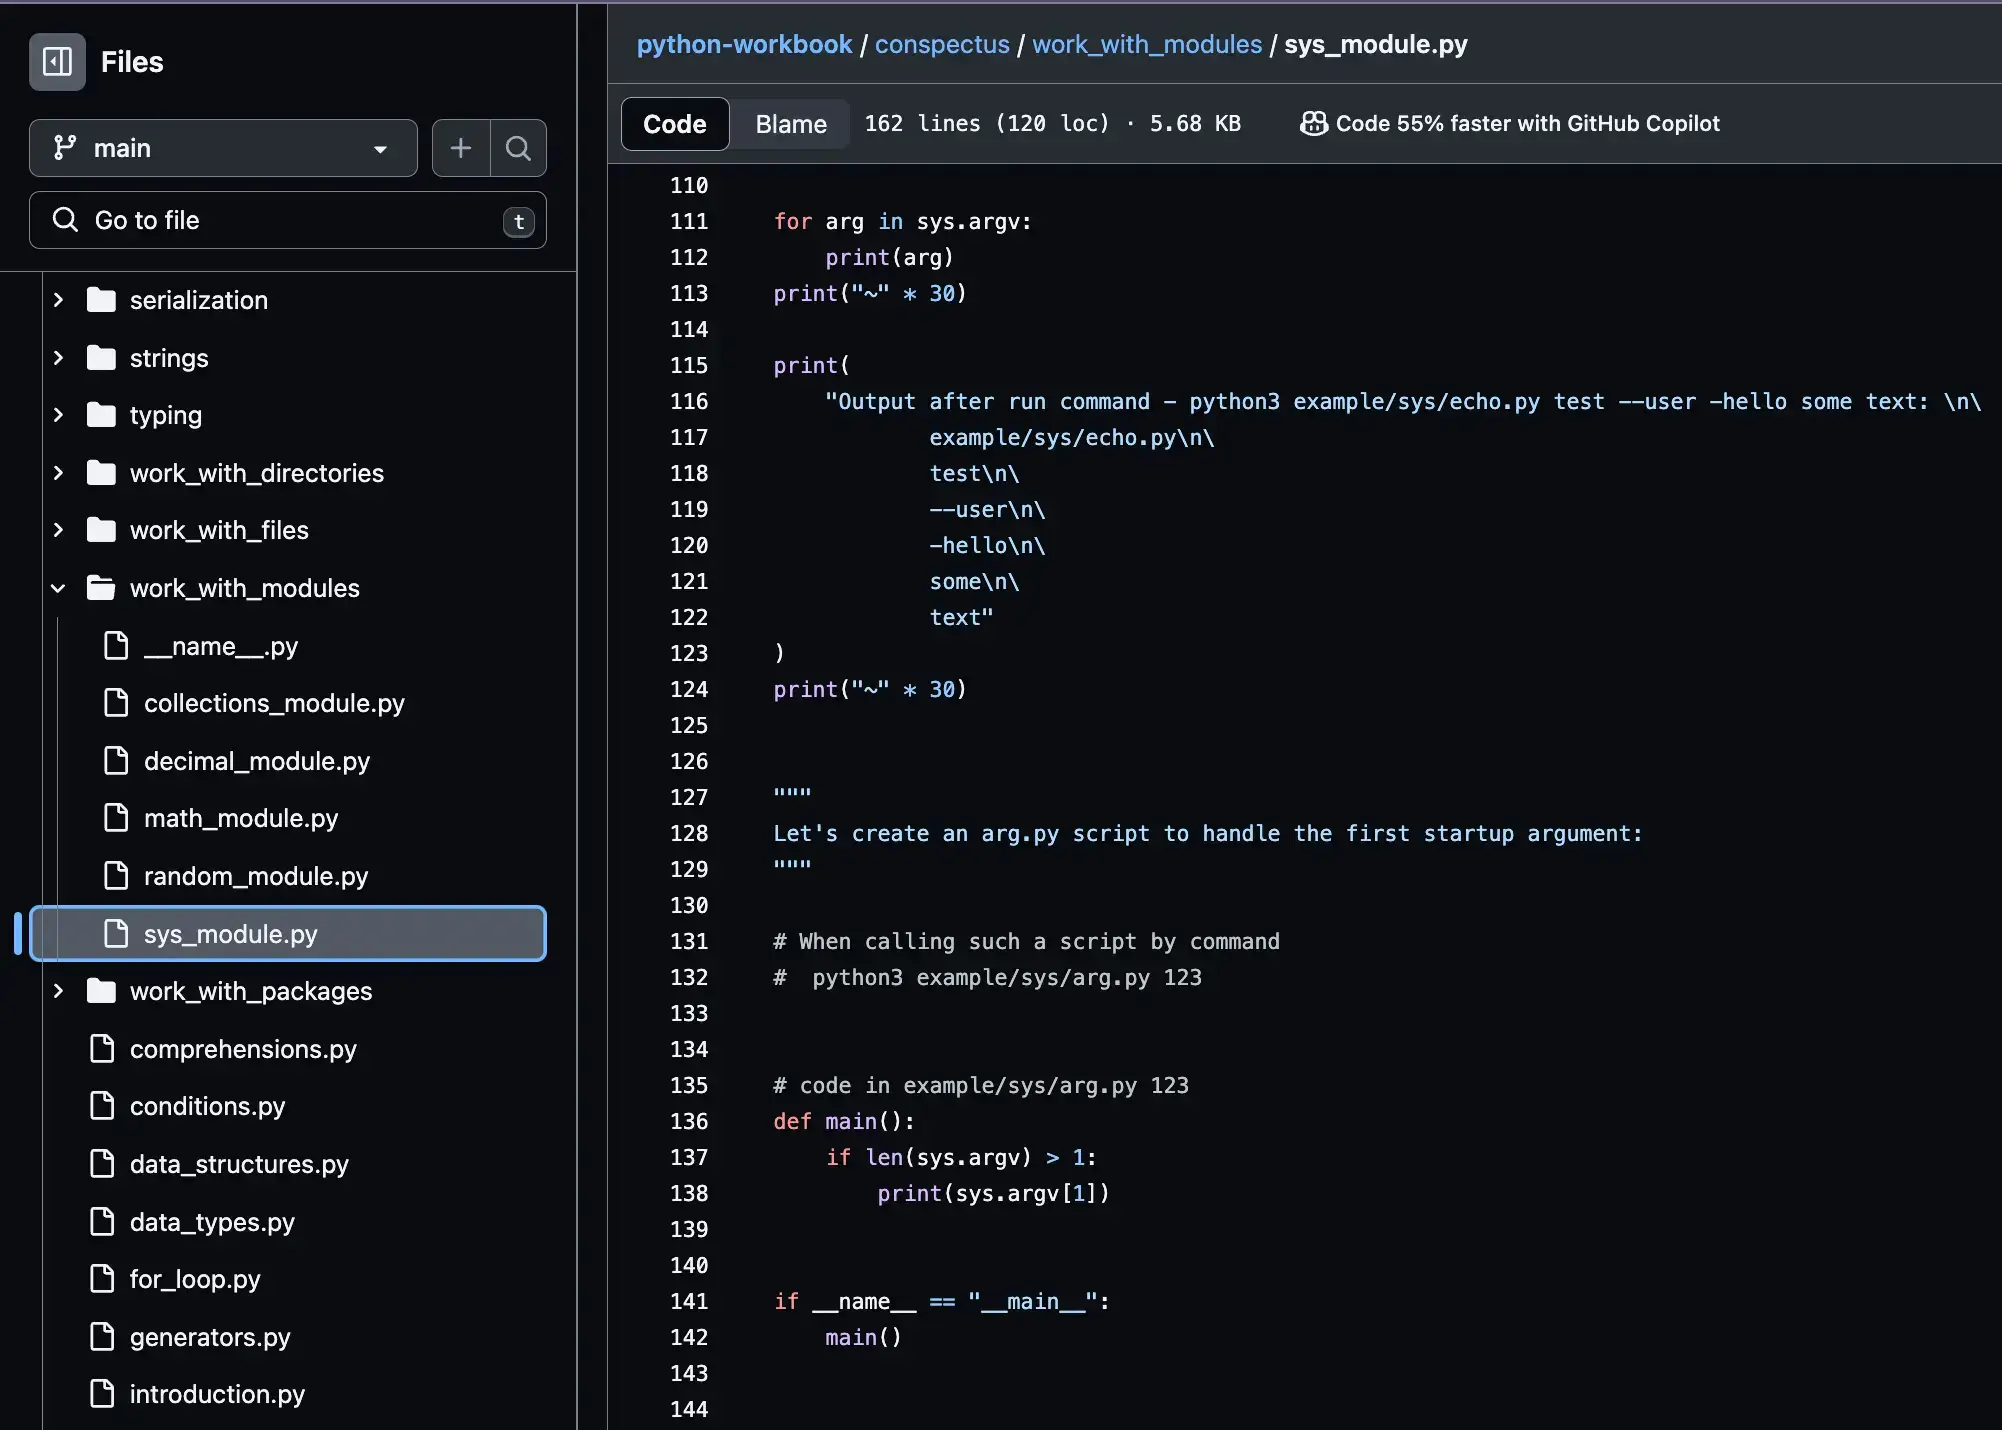 Files
main
Go to file
t
serialization
strings
typing
work_with_directories
work_with_files
work_with_modules
__name__.py
collections_module.py
decimal_module.py
math_module.py
random_module.py
sys_module.py
work_with_packages
comprehensions.py
conditions.py
data_structures.py
data_types.py
for_loop.py
generators.py
introduction.py
python-workbook / conspectus / work_with_modules / sys_module.py
Code Blame 162 lines (120 loc) · 5.68 KB Code 55% faster with GitHub Copilot
110
111 for arg in sys.argv:
112     print(arg)
113 print("~" * 30)
114
115 print(
116     "Output after run command - python3 example/sys/echo.py test --user -hello some text: \n\
117             example/sys/echo.py\n\
118             test\n\
119             --user\n\
120             -hello\n\
121             some\n\
122             text"
123 )
124 print("~" * 30)
125
126
127 """
128 Let's create an arg.py script to handle the first startup argument:
129 """
130
131 # When calling such a script by command
132 #  python3 example/sys/arg.py 123
133
134
135 # code in example/sys/arg.py 123
136 def main():
137     if len(sys.argv) > 1:
138         print(sys.argv[1])
139
140
141 if __name__ == "__main__":
142     main()
143
144